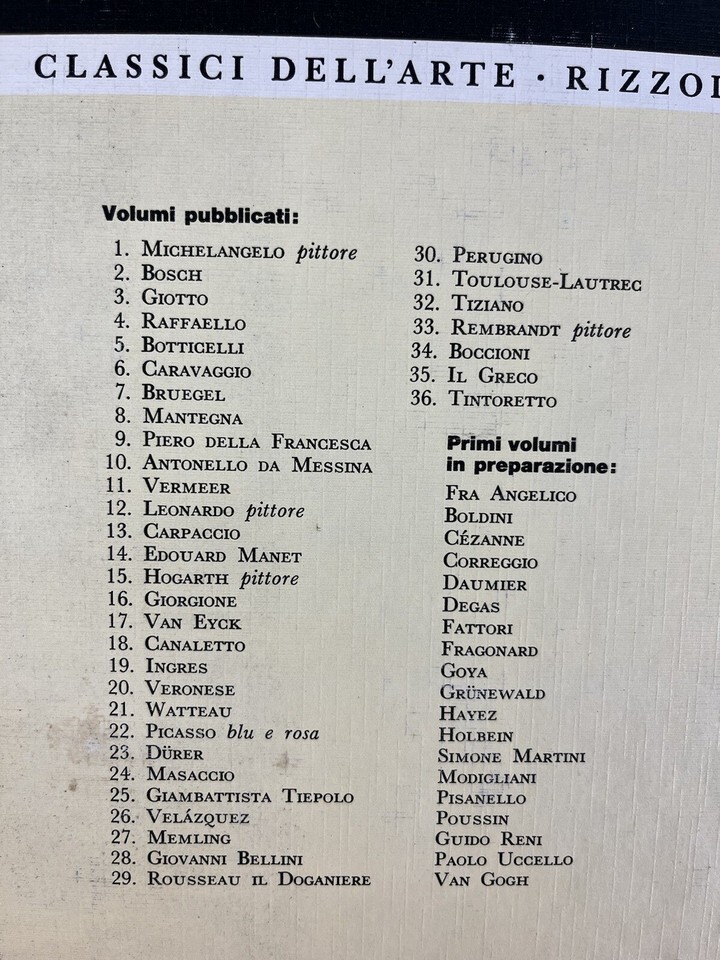 CLASSICI DELL'ARTE · RIZZOL
Volumi pubblicati:
1. MICHELANGELO pittore
2. BOSCH
3. GIOTTO
4. RAFFAELLO
5. BOTTICELLI
6. CARAVAGGIO
7. BRUEGEL
8. MANTEGNA
9. PIERO DELLA FRANCESCA
10. ANTONELLO DA MESSINA
11. VERMEER
12. LEONARDO pittore
13. CARPACCIO
14. EDOUARD MANET
15. HOGARTH pittore
16. GIORGIONE
17. VAN EYCK
18. CANALETTO
19. INGRES
20. VERONESE
21. WATTEAU
22. PICASSO blu e rosa
23. DÜRER
24. MASACCIO
25. GIAMBATTISTA TIEPOLO
26. VELÁZQUEZ
27. MEMLING
28. GIOVANNI BELLINI
29. ROUSSEAU IL DOGANIERE
30. PERUGINO
31. TOULOUSE-LAUTREC
32. TIZIANO
33. REMBRANDT pittore
34. BOCCIONI
35. IL GRECO
36. TINTORETTO
Primi volumi
in preparazione:
FRA ANGELICO
BOLDINI
CÉZANNE
CORREGGIO
DAUMIER
DEGAS
FATTORI
FRAGONARD
GOYA
GRÜNEWALD
HAYEZ
HOLBEIN
SIMONE MARTINI
MODIGLIANI
PISANELLO
POUSSIN
GUIDO RENI
PAOLO UCCELLO
VAN GOGH